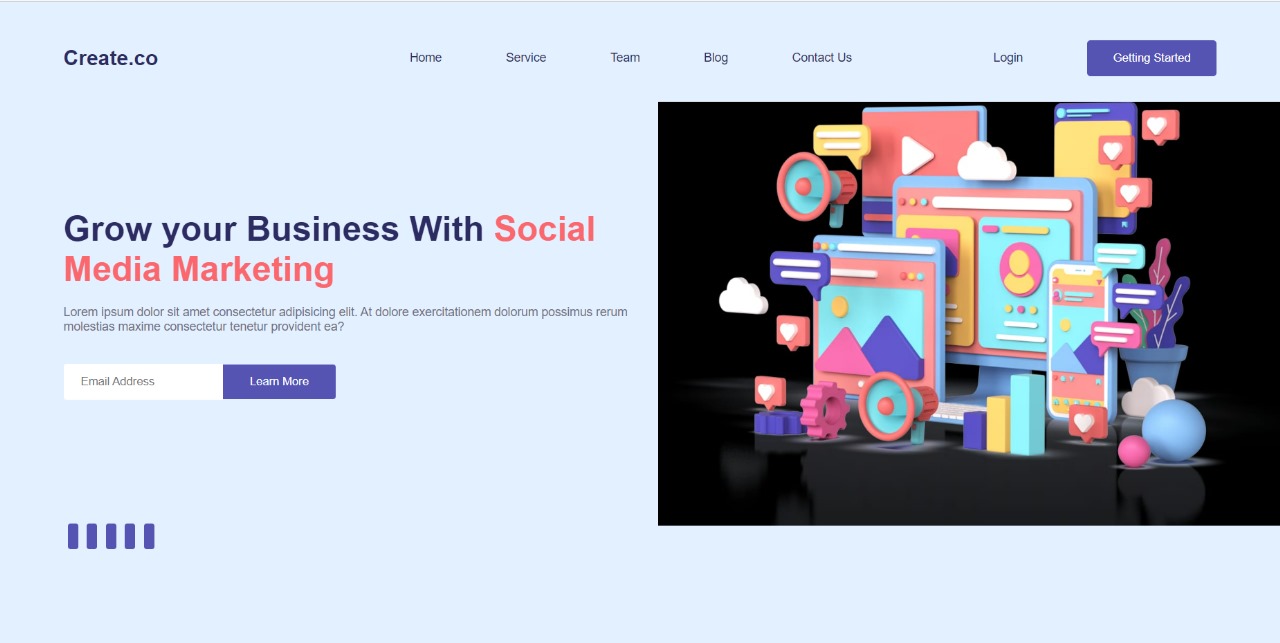 Create.co
Home Service Team Blog Contact Us Login Getting Started
Grow your Business With Social
Media Marketing
Lorem ipsum dolor sit amet consectetur adipisicing elit. At dolore exercitationem dolorum possimus rerum
molestias maxime consectetur tenetur provident ea?
Email Address Learn More